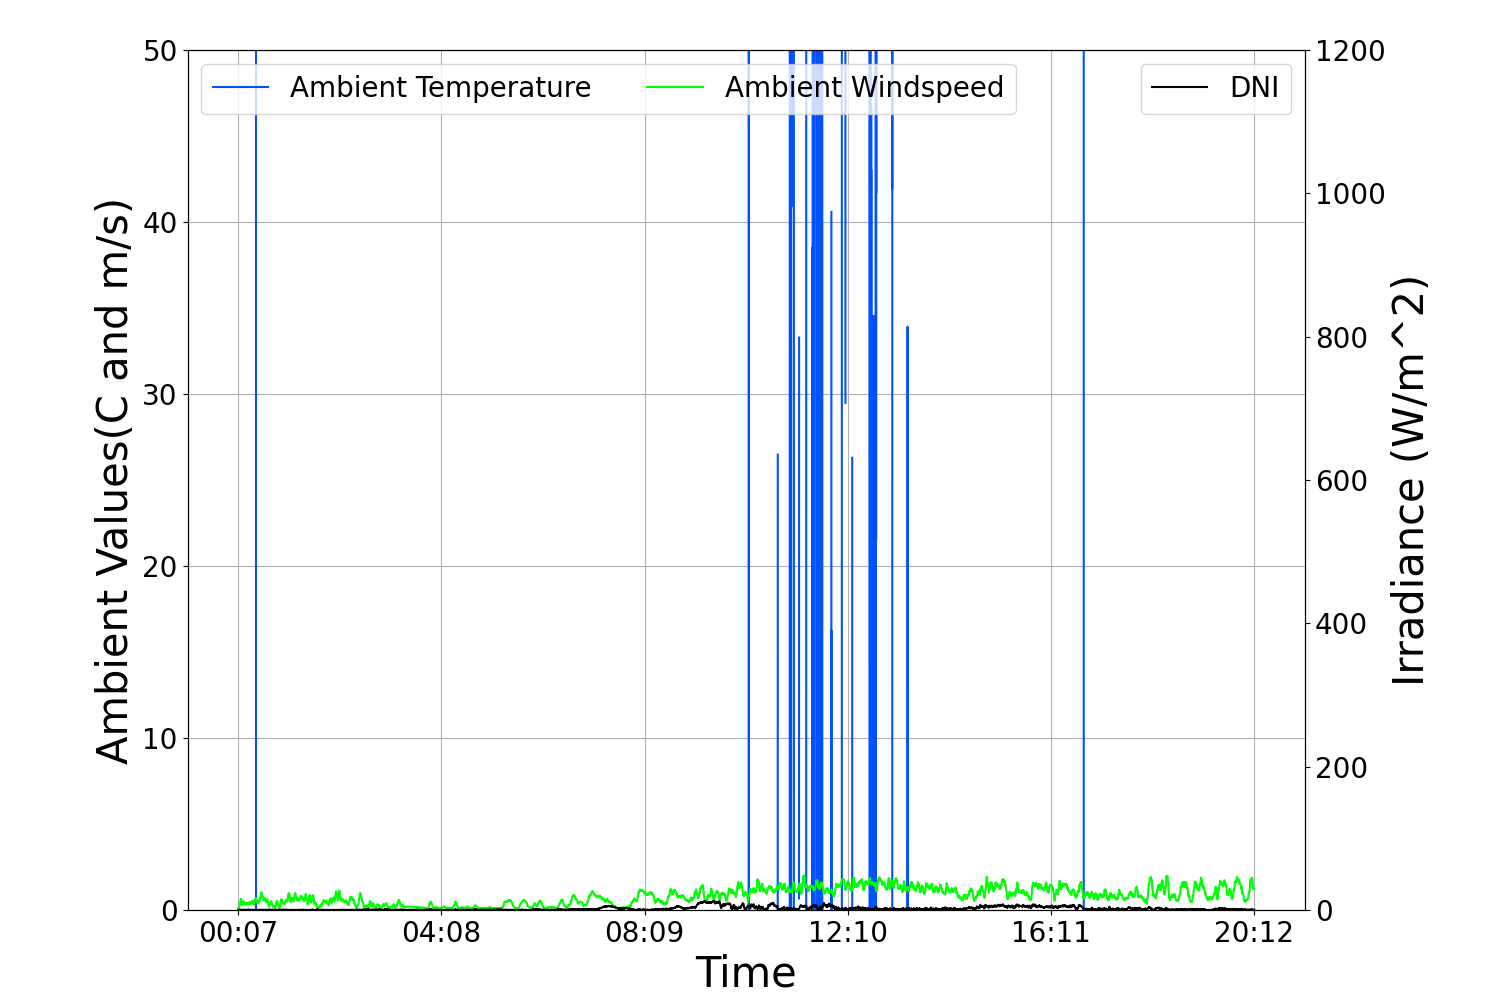 Ambient Temperature
Ambient Windspeed
DNI
50
40
30
20
10
0
Ambient Values(C and m/s)
1200
1000
800
600
400
200
0
Irradiance (W/m^2)
00:07 04:08 08:09 12:10 16:11 20:12
Time